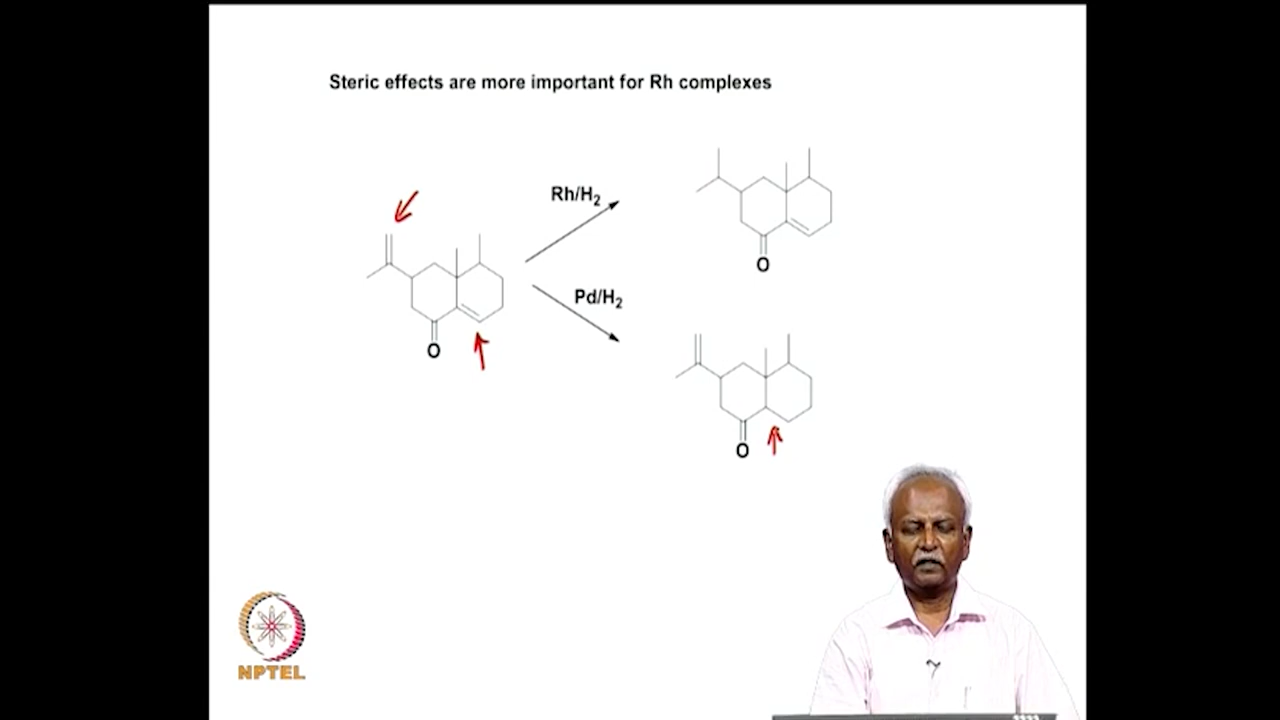 Steric effects are more important for Rh complexes
Rh/H₂
O
Pd/H₂
O
O
NPTEL